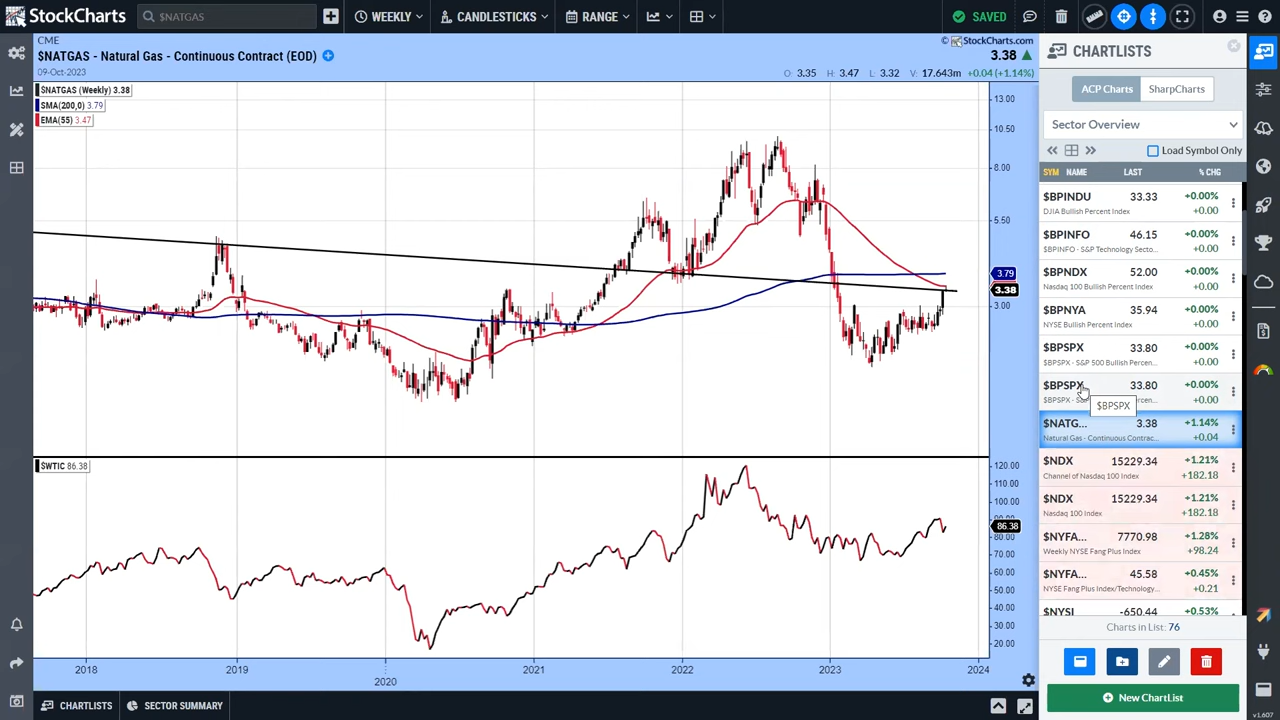 StockCharts
$NATGAS
WEEKLY
CANDLESTICKS
RANGE
SAVED
CME
© StockCharts.com
$NATGAS - Natural Gas - Continuous Contract (EOD)
3.38
09-Oct-2023
O: 3.35 H: 3.47 L: 3.32 V: 17.643m +0.04 (+1.14%)
$NATGAS (Weekly) 3.38
SMA(200,0) 3.79
EMA(55) 3.47
13.00
10.50
8.00
5.50
3.79
3.38
3.00
$WTIC 86.38
120.00
110.00
100.00
86.38
80.00
70.00
60.00
50.00
40.00
30.00
20.00
2018
2019
2020
2021
2022
2023
2024
CHARTLISTS
SECTOR SUMMARY
CHARTLISTS
ACP Charts
SharpCharts
Sector Overview
Load Symbol Only
SYM NAME LAST % CHG
$BPINDU 33.33 +0.00%
DJIA Bullish Percent Index +0.00
$BPINFO 46.15 +0.00%
$BPINFO - S&P Technology Secto... +0.00
$BPNDX 52.00 +0.00%
Nasdaq 100 Bullish Percent Index +0.00
$BPNYA 35.94 +0.00%
NYSE Bullish Percent Index +0.00
$BPSPX 33.80 +0.00%
$BPSPX - S&P 500 Bullish Percen... +0.00
$BPSPX 33.80 +0.00%
$BPSPX - S&P ercen... +0.00
$BPSPX
$NATG... 3.38 +1.14%
Natural Gas - Continuous Contrac... +0.04
$NDX 15229.34 +1.21%
Channel of Nasdaq 100 Index +182.18
$NDX 15229.34 +1.21%
Nasdaq 100 Index +182.18
$NYFA... 7770.98 +1.28%
Weekly NYSE Fang Plus Index +98.24
$NYFA... 45.58 +0.45%
NYSE Fang Plus Index/Technology... +0.21
$NYSI -650.44 +0.53%
Charts in List: 76
New ChartList
v1.607